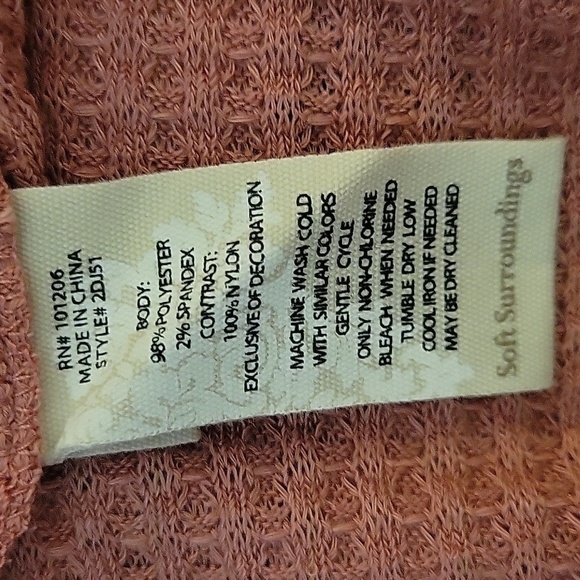 RN# 101206
MADE IN CHINA
STYLE# 2DJ51
BODY:
98% POLYESTER
2% SPANDEX
CONTRAST:
100% NYLON
EXCLUSIVE OF DECORATION
MACHINE WASH COLD
WITH SIMILAR COLORS
GENTLE CYCLE
ONLY NON-CHLORINE
BLEACH WHEN NEEDED
TUMBLE DRY LOW
COOL IRON IF NEEDED
MAY BE DRY CLEANED
Soft Surroundings